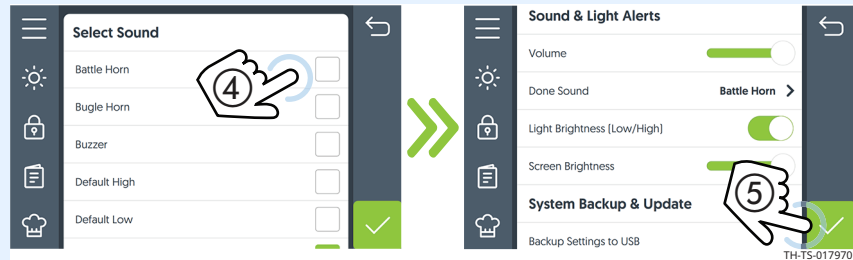 Select Sound
Battle Horn
4
Bugle Horn
Buzzer
Default High
Default Low
Sound & Light Alerts
Volume
Done Sound Battle Horn
Light Brightness (Low/High)
Screen Brightness
5
System Backup & Update
Backup Settings to USB
TH-TS-017970